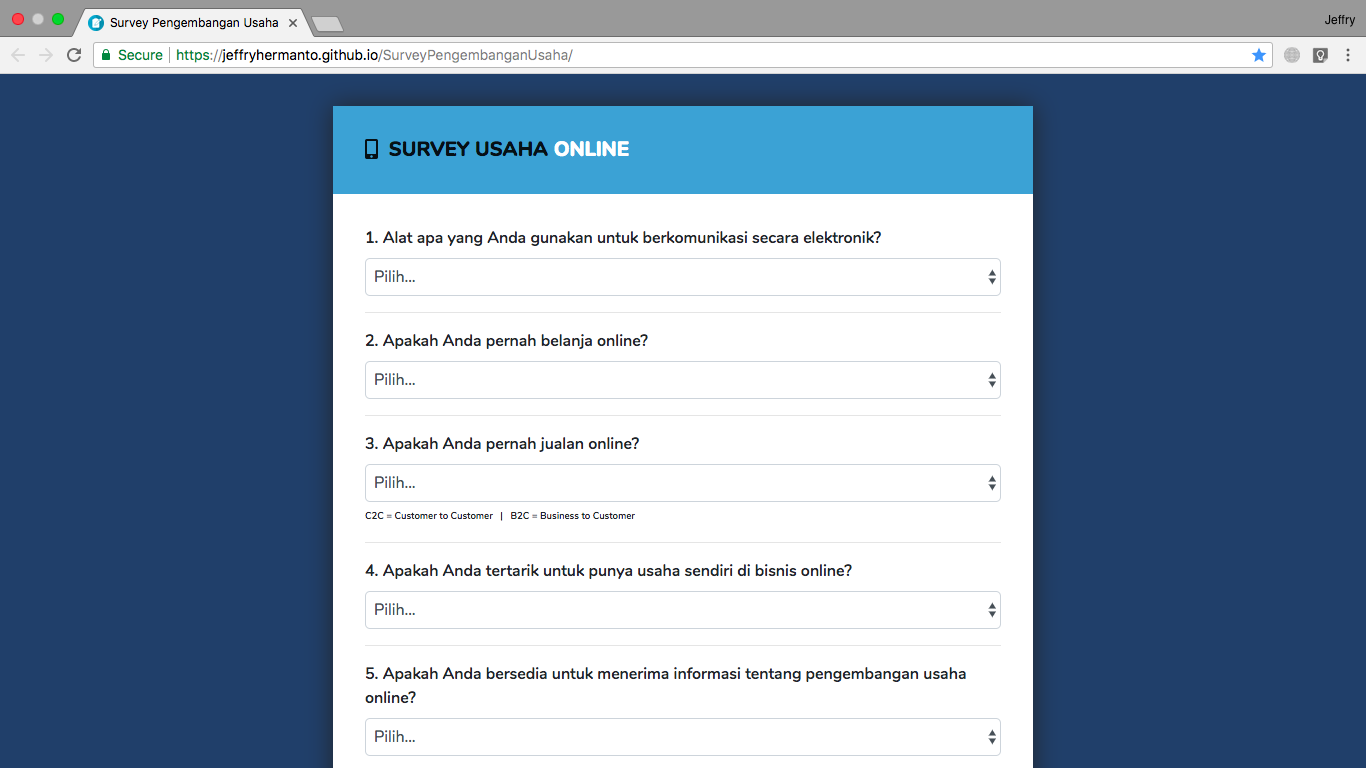 Survey Pengembangan Usaha
Jeffry
Secure https://jeffryhermanto.github.io/SurveyPengembanganUsaha/
SURVEY USAHA ONLINE
1. Alat apa yang Anda gunakan untuk berkomunikasi secara elektronik?
Pilih...
2. Apakah Anda pernah belanja online?
Pilih...
3. Apakah Anda pernah jualan online?
Pilih...
C2C = Customer to Customer | B2C = Business to Customer
4. Apakah Anda tertarik untuk punya usaha sendiri di bisnis online?
Pilih...
5. Apakah Anda bersedia untuk menerima informasi tentang pengembangan usaha
online?
Pilih...